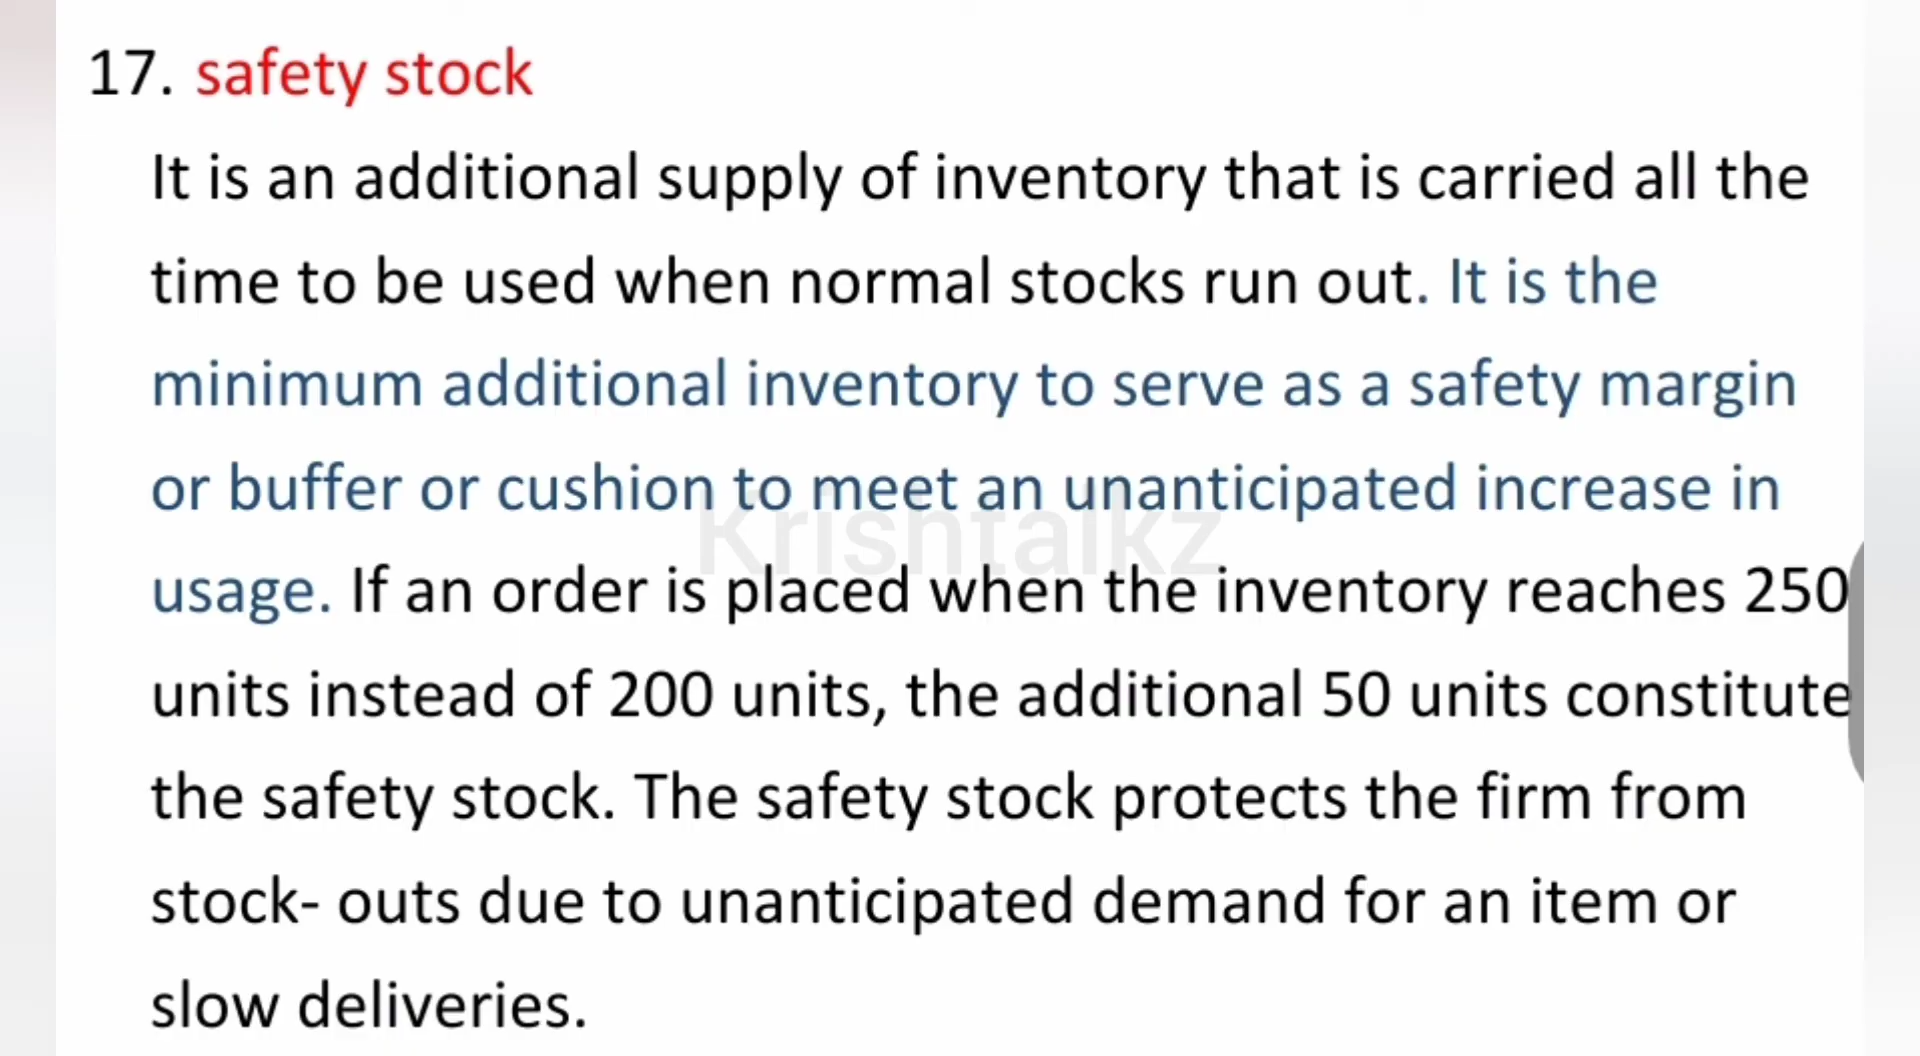 17. safety stock
It is an additional supply of inventory that is carried all the
time to be used when normal stocks run out. It is the
minimum additional inventory to serve as a safety margin
or buffer or cushion to meet an unanticipated increase in
Krishtalkz
usage. If an order is placed when the inventory reaches 250
units instead of 200 units, the additional 50 units constitute
the safety stock. The safety stock protects the firm from
stock- outs due to unanticipated demand for an item or
slow deliveries.